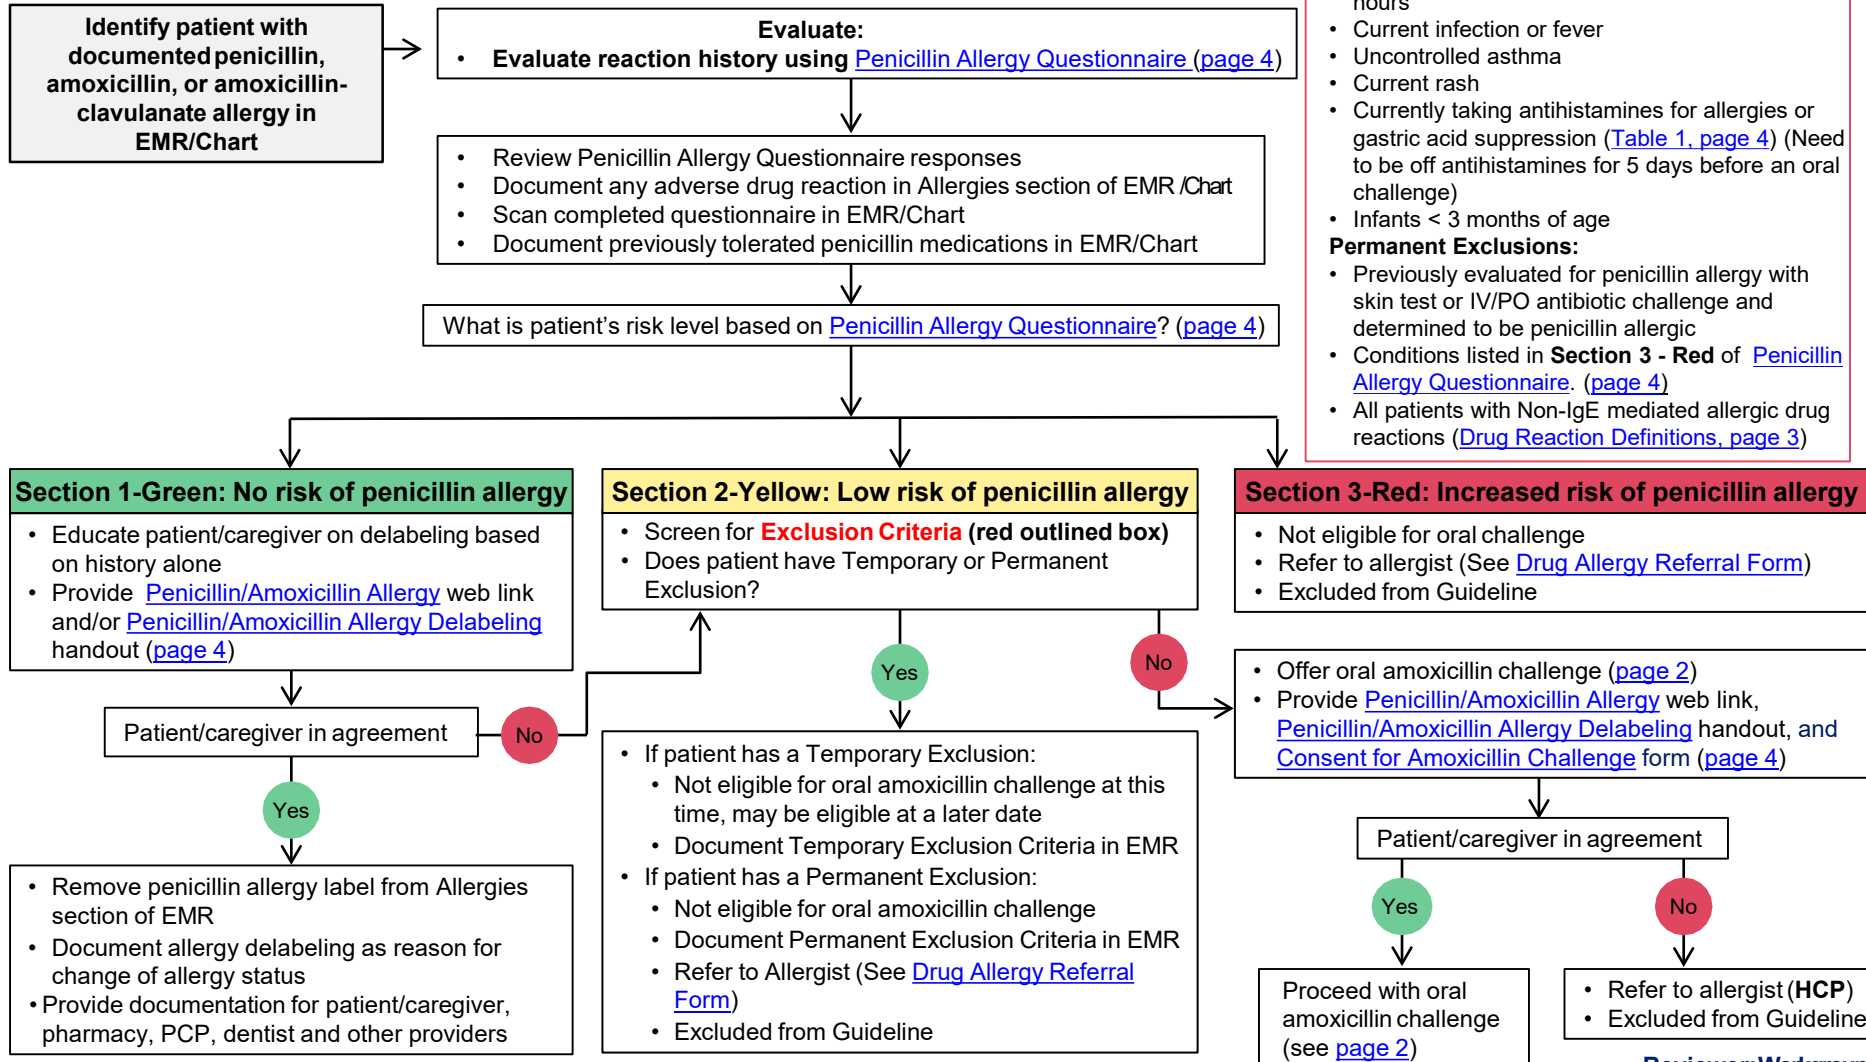 Identify patient with
documented penicillin,
amoxicillin, or amoxicillin-
clavulanate allergy in
EMR/Chart
Evaluate:
• Evaluate reaction history using Penicillin Allergy Questionnaire (page 4)
• Review Penicillin Allergy Questionnaire responses
• Document any adverse drug reaction in Allergies section of EMR /Chart
• Scan completed questionnaire in EMR/Chart
• Document previously tolerated penicillin medications in EMR/Chart
What is patient's risk level based on Penicillin Allergy Questionnaire? (page 4)
hours
• Current infection or fever
• Uncontrolled asthma
• Current rash
• Currently taking antihistamines for allergies or
gastric acid suppression (Table 1, page 4) (Need
to be off antihistamines for 5 days before an oral
challenge)
• Infants < 3 months of age
Permanent Exclusions:
• Previously evaluated for penicillin allergy with
skin test or IV/PO antibiotic challenge and
determined to be penicillin allergic
• Conditions listed in Section 3 - Red of Penicillin
Allergy Questionnaire. (page 4)
• All patients with Non-IgE mediated allergic drug
reactions (Drug Reaction Definitions, page 3)
Section 1-Green: No risk of penicillin allergy
• Educate patient/caregiver on delabeling based
on history alone
• Provide Penicillin/Amoxicillin Allergy web link
and/or Penicillin/Amoxicillin Allergy Delabeling
handout (page 4)
Patient/caregiver in agreement
No
Yes
• Remove penicillin allergy label from Allergies
section of EMR
• Document allergy delabeling as reason for
change of allergy status
• Provide documentation for patient/caregiver,
pharmacy, PCP, dentist and other providers
Section 2-Yellow: Low risk of penicillin allergy
• Screen for Exclusion Criteria (red outlined box)
• Does patient have Temporary or Permanent
Exclusion?
Yes
No
• If patient has a Temporary Exclusion:
• Not eligible for oral amoxicillin challenge at this
time, may be eligible at a later date
• Document Temporary Exclusion Criteria in EMR
• If patient has a Permanent Exclusion:
• Not eligible for oral amoxicillin challenge
• Document Permanent Exclusion Criteria in EMR
• Refer to Allergist (See Drug Allergy Referral
Form)
• Excluded from Guideline
Section 3-Red: Increased risk of penicillin allergy
• Not eligible for oral challenge
• Refer to allergist (See Drug Allergy Referral Form)
• Excluded from Guideline
• Offer oral amoxicillin challenge (page 2)
• Provide Penicillin/Amoxicillin Allergy web link,
Penicillin/Amoxicillin Allergy Delabeling handout, and
Consent for Amoxicillin Challenge form (page 4)
Patient/caregiver in agreement
Yes
No
Proceed with oral
amoxicillin challenge
(see page 2)
• Refer to allergist (HCP)
• Excluded from Guideline